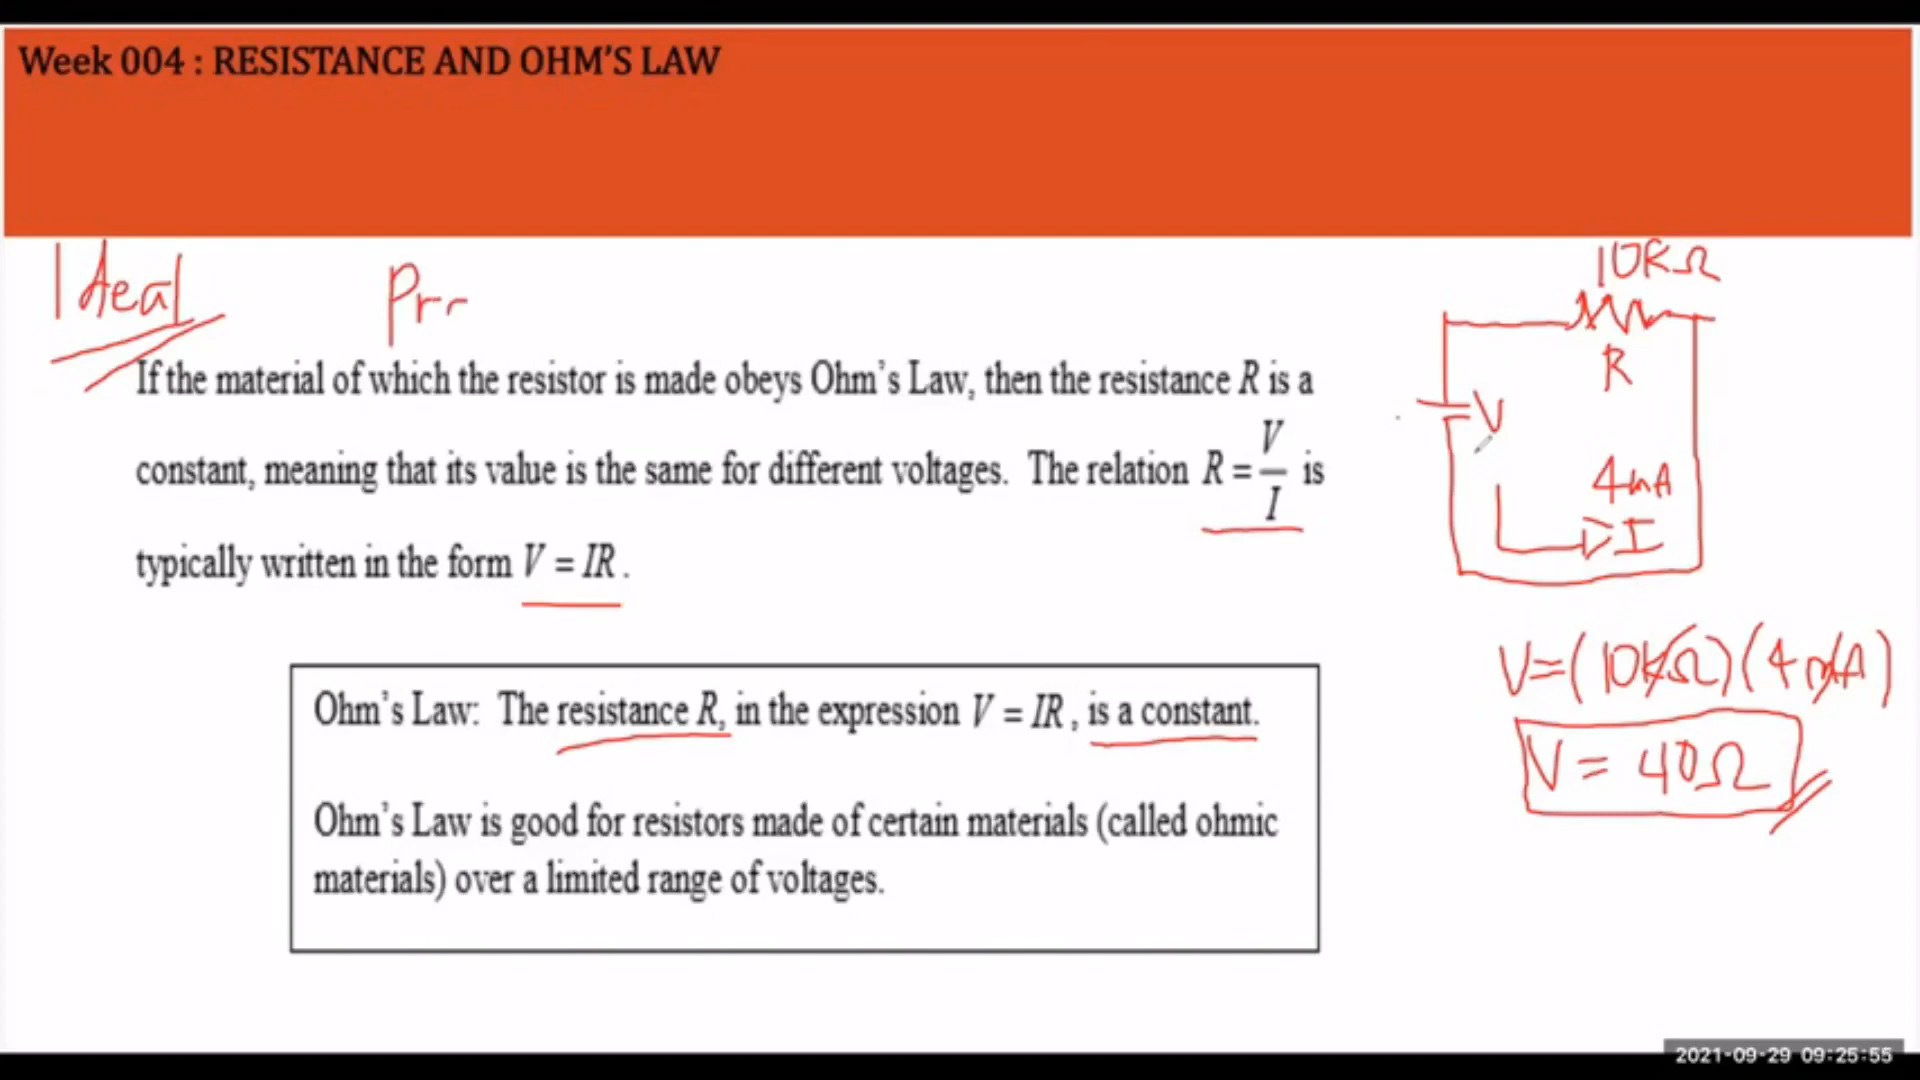 Week 004 : RESISTANCE AND OHM'S LAW
Ideal
Prr
10KΩ
R
V
4mA
I
If the material of which the resistor is made obeys Ohm's Law, then the resistance R is a
constant, meaning that its value is the same for different voltages. The relation R = V/I is
typically written in the form V = IR.
V=(10KΩ)(4mA)
V = 40Ω
Ohm's Law: The resistance R, in the expression V = IR, is a constant.
Ohm's Law is good for resistors made of certain materials (called ohmic
materials) over a limited range of voltages.
2021-09-29 09:25:55